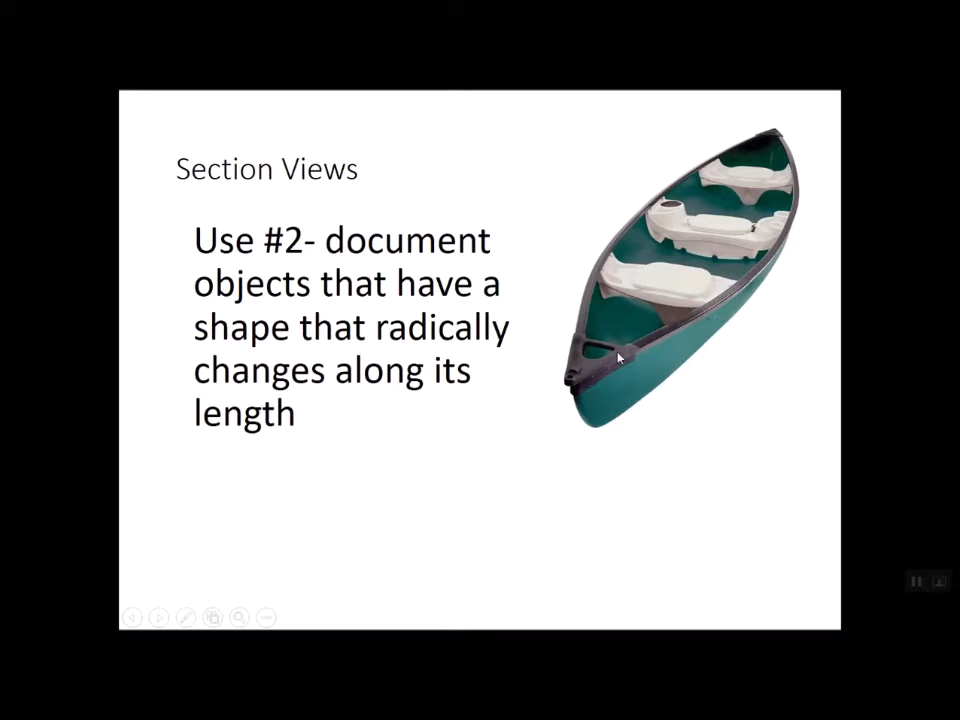 Section Views
Use #2- document
objects that have a
shape that radically
changes along its
length